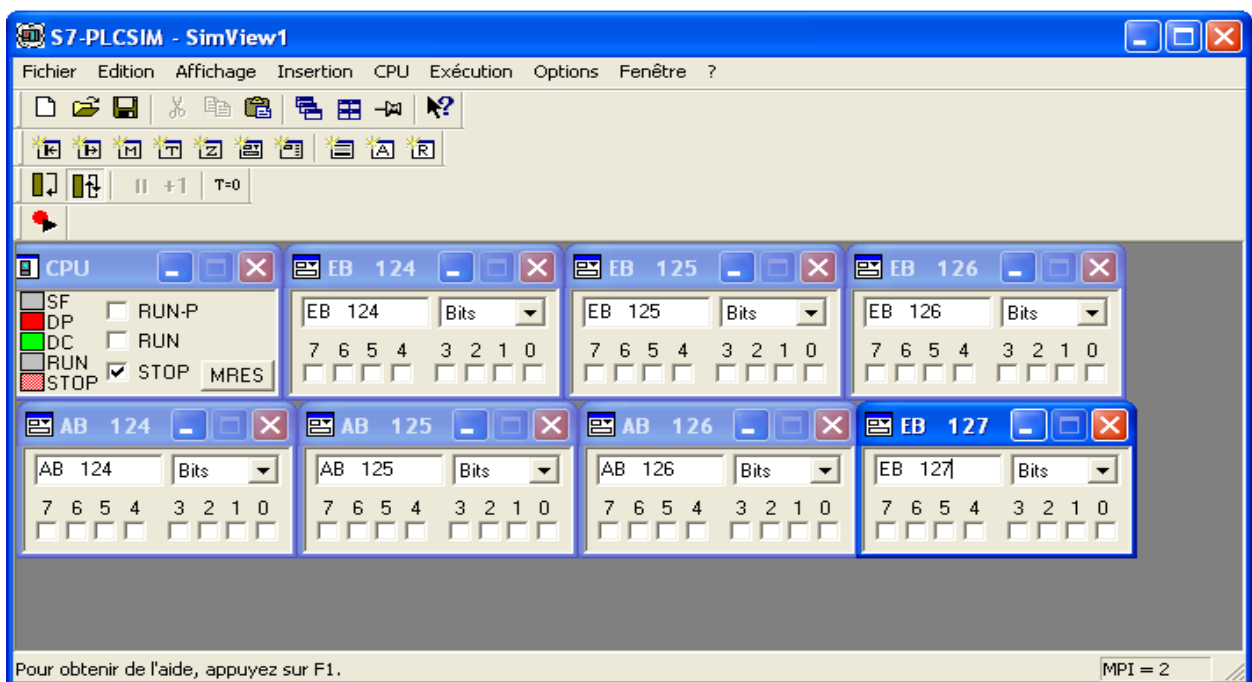 S7-PLCSIM - SimView1
Fichier Edition Affichage Insertion CPU Exécution Options Fenêtre ?
T M T Z A R
+1 T=0
CPU
SF
DP
DC
RUN
STOP
RUN-P
RUN
STOP
MRES
EB 124
EB 124 Bits
7 6 5 4 3 2 1 0
EB 125
EB 125 Bits
7 6 5 4 3 2 1 0
EB 126
EB 126 Bits
7 6 5 4 3 2 1 0
AB 124
AB 124 Bits
7 6 5 4 3 2 1 0
AB 125
AB 125 Bits
7 6 5 4 3 2 1 0
AB 126
AB 126 Bits
7 6 5 4 3 2 1 0
EB 127
EB 127 Bits
7 6 5 4 3 2 1 0
Pour obtenir de l'aide, appuyez sur F1.
MPI = 2